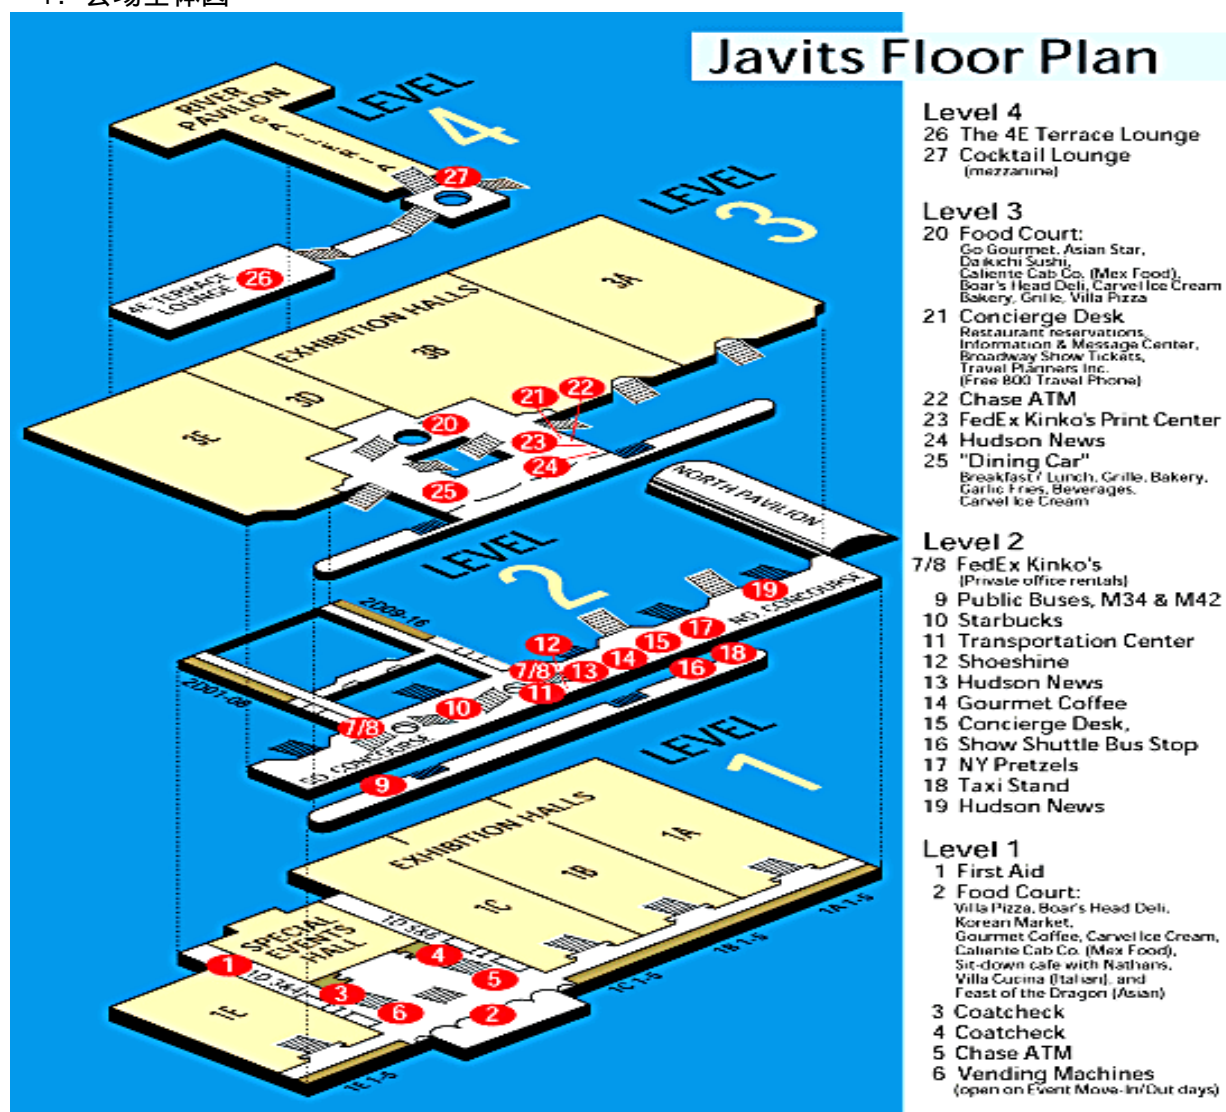 1. 会场全体图
Javits Floor Plan
LEVEL
4
RIVER
PAVILION
GALLERIA
27
4E TERRACE
LOUNGE
26
LEVEL
3
EXHIBITION HALLS
3A
3B
3D
3E
20
21
22
23
24
25
LEVEL
2
NORTH PAVILION
NO. CONCOURSE
SO. CONCOURSE
2D09-16
2D01-08
19
12
17
15
14
13
7/8
11
10
7/8
18
16
9
LEVEL
1
EXHIBITION HALLS
1A
1B
1C
SPECIAL
EVENTS
HALL
1E
1
3
4
5
6
2
1A 1-5
1B 1-5
1C 1-5
1E 1-5
Level 4
26 The 4E Terrace Lounge
27 Cocktail Lounge
(mezzanine)
Level 3
20 Food Court:
Go Gourmet, Asian Star,
Daikichi Sushi,
Caliente Cab Co. (Mex Food),
Boar's Head Deli, Carvel Ice Cream
Bakery, Grille, Villa Pizza
21 Concierge Desk
Restaurant reservations,
Information & Message Center,
Broadway Show Tickets,
Travel Planners Inc.
(Free 800 Travel Phone)
22 Chase ATM
23 FedEx Kinko's Print Center
24 Hudson News
25 "Dining Car"
Breakfast / Lunch, Grille, Bakery,
Garlic Fries, Beverages,
Carvel Ice Cream
Level 2
7/8 FedEx Kinko's
(Private office rentals)
9 Public Buses, M34 & M42
10 Starbucks
11 Transportation Center
12 Shoeshine
13 Hudson News
14 Gourmet Coffee
15 Concierge Desk,
16 Show Shuttle Bus Stop
17 NY Pretzels
18 Taxi Stand
19 Hudson News
Level 1
1 First Aid
2 Food Court:
Villa Pizza, Boar's Head Deli,
Korean Market,
Gourmet Coffee, Carvel Ice Cream,
Caliente Cab Co. (Mex Food),
Sit-down cafe with Nathans,
Villa Cucina (Italian), and
Feast of the Dragon (Asian)
3 Coatcheck
4 Coatcheck
5 Chase ATM
6 Vending Machines
(open on Event Move-In/Out days)